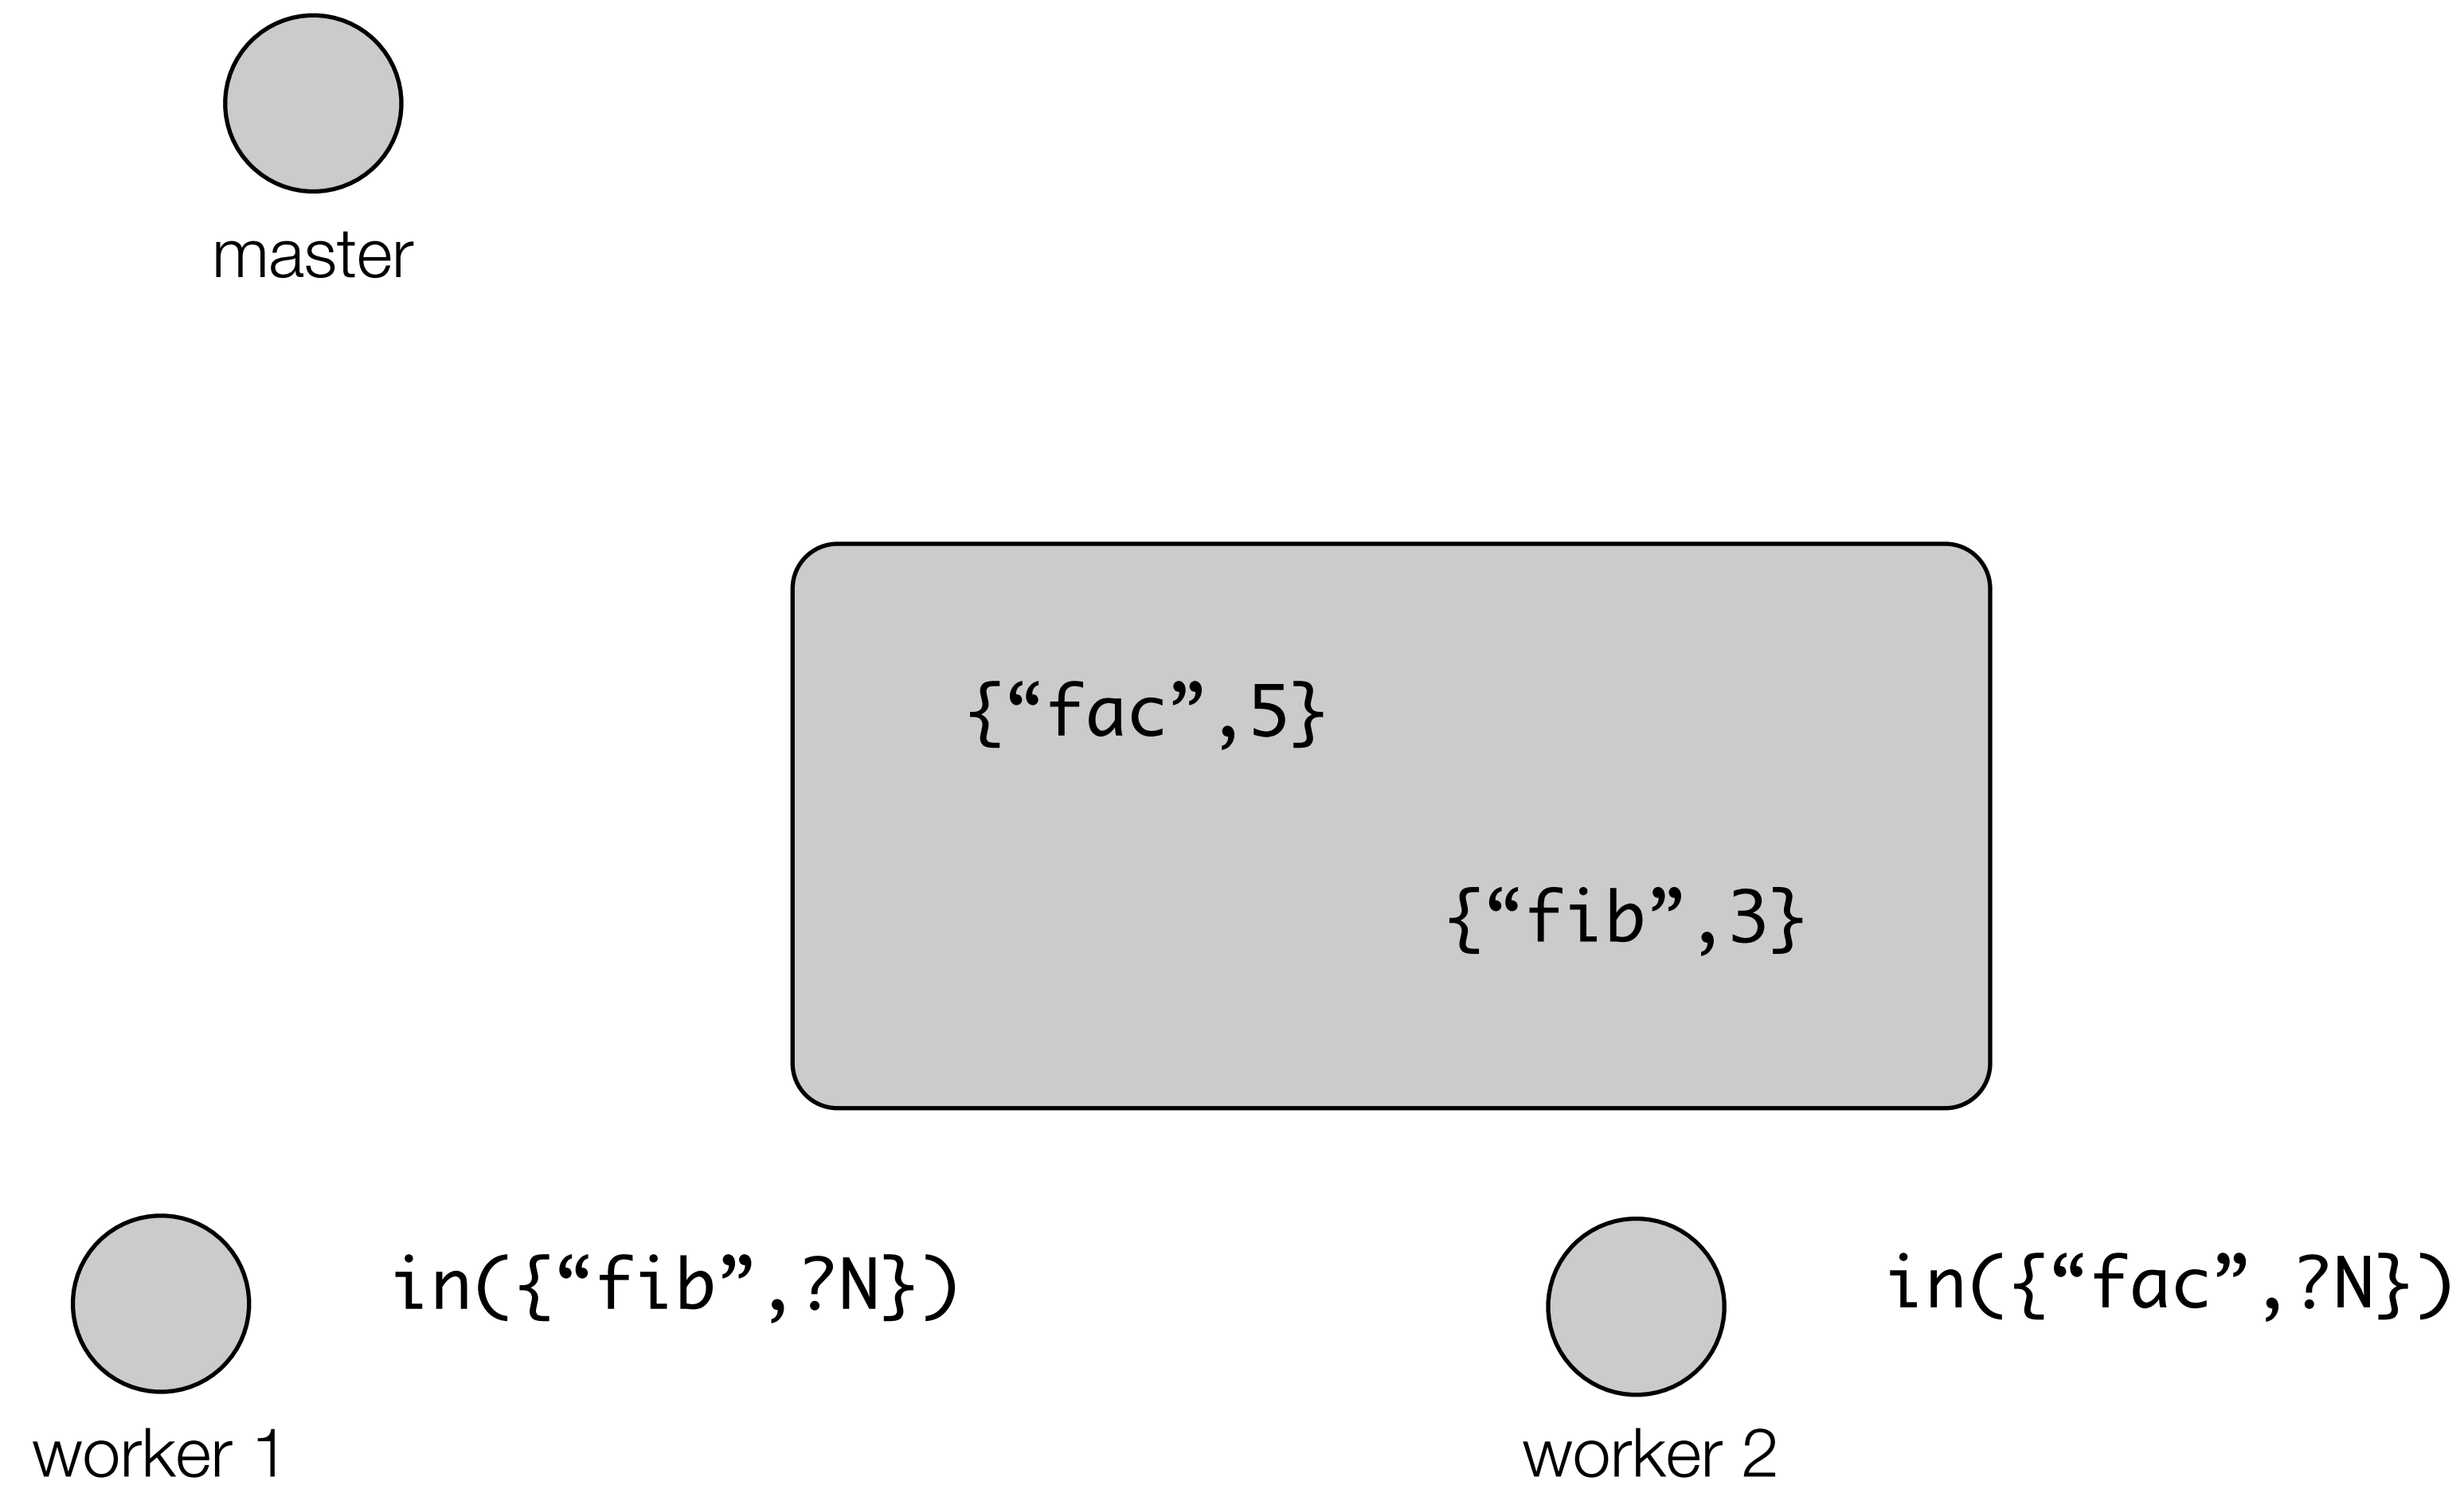 master
{“fac”,5}
{“fib”,3}
in({“fib”,?N})
in({“fac”,?N})
worker 1
worker 2